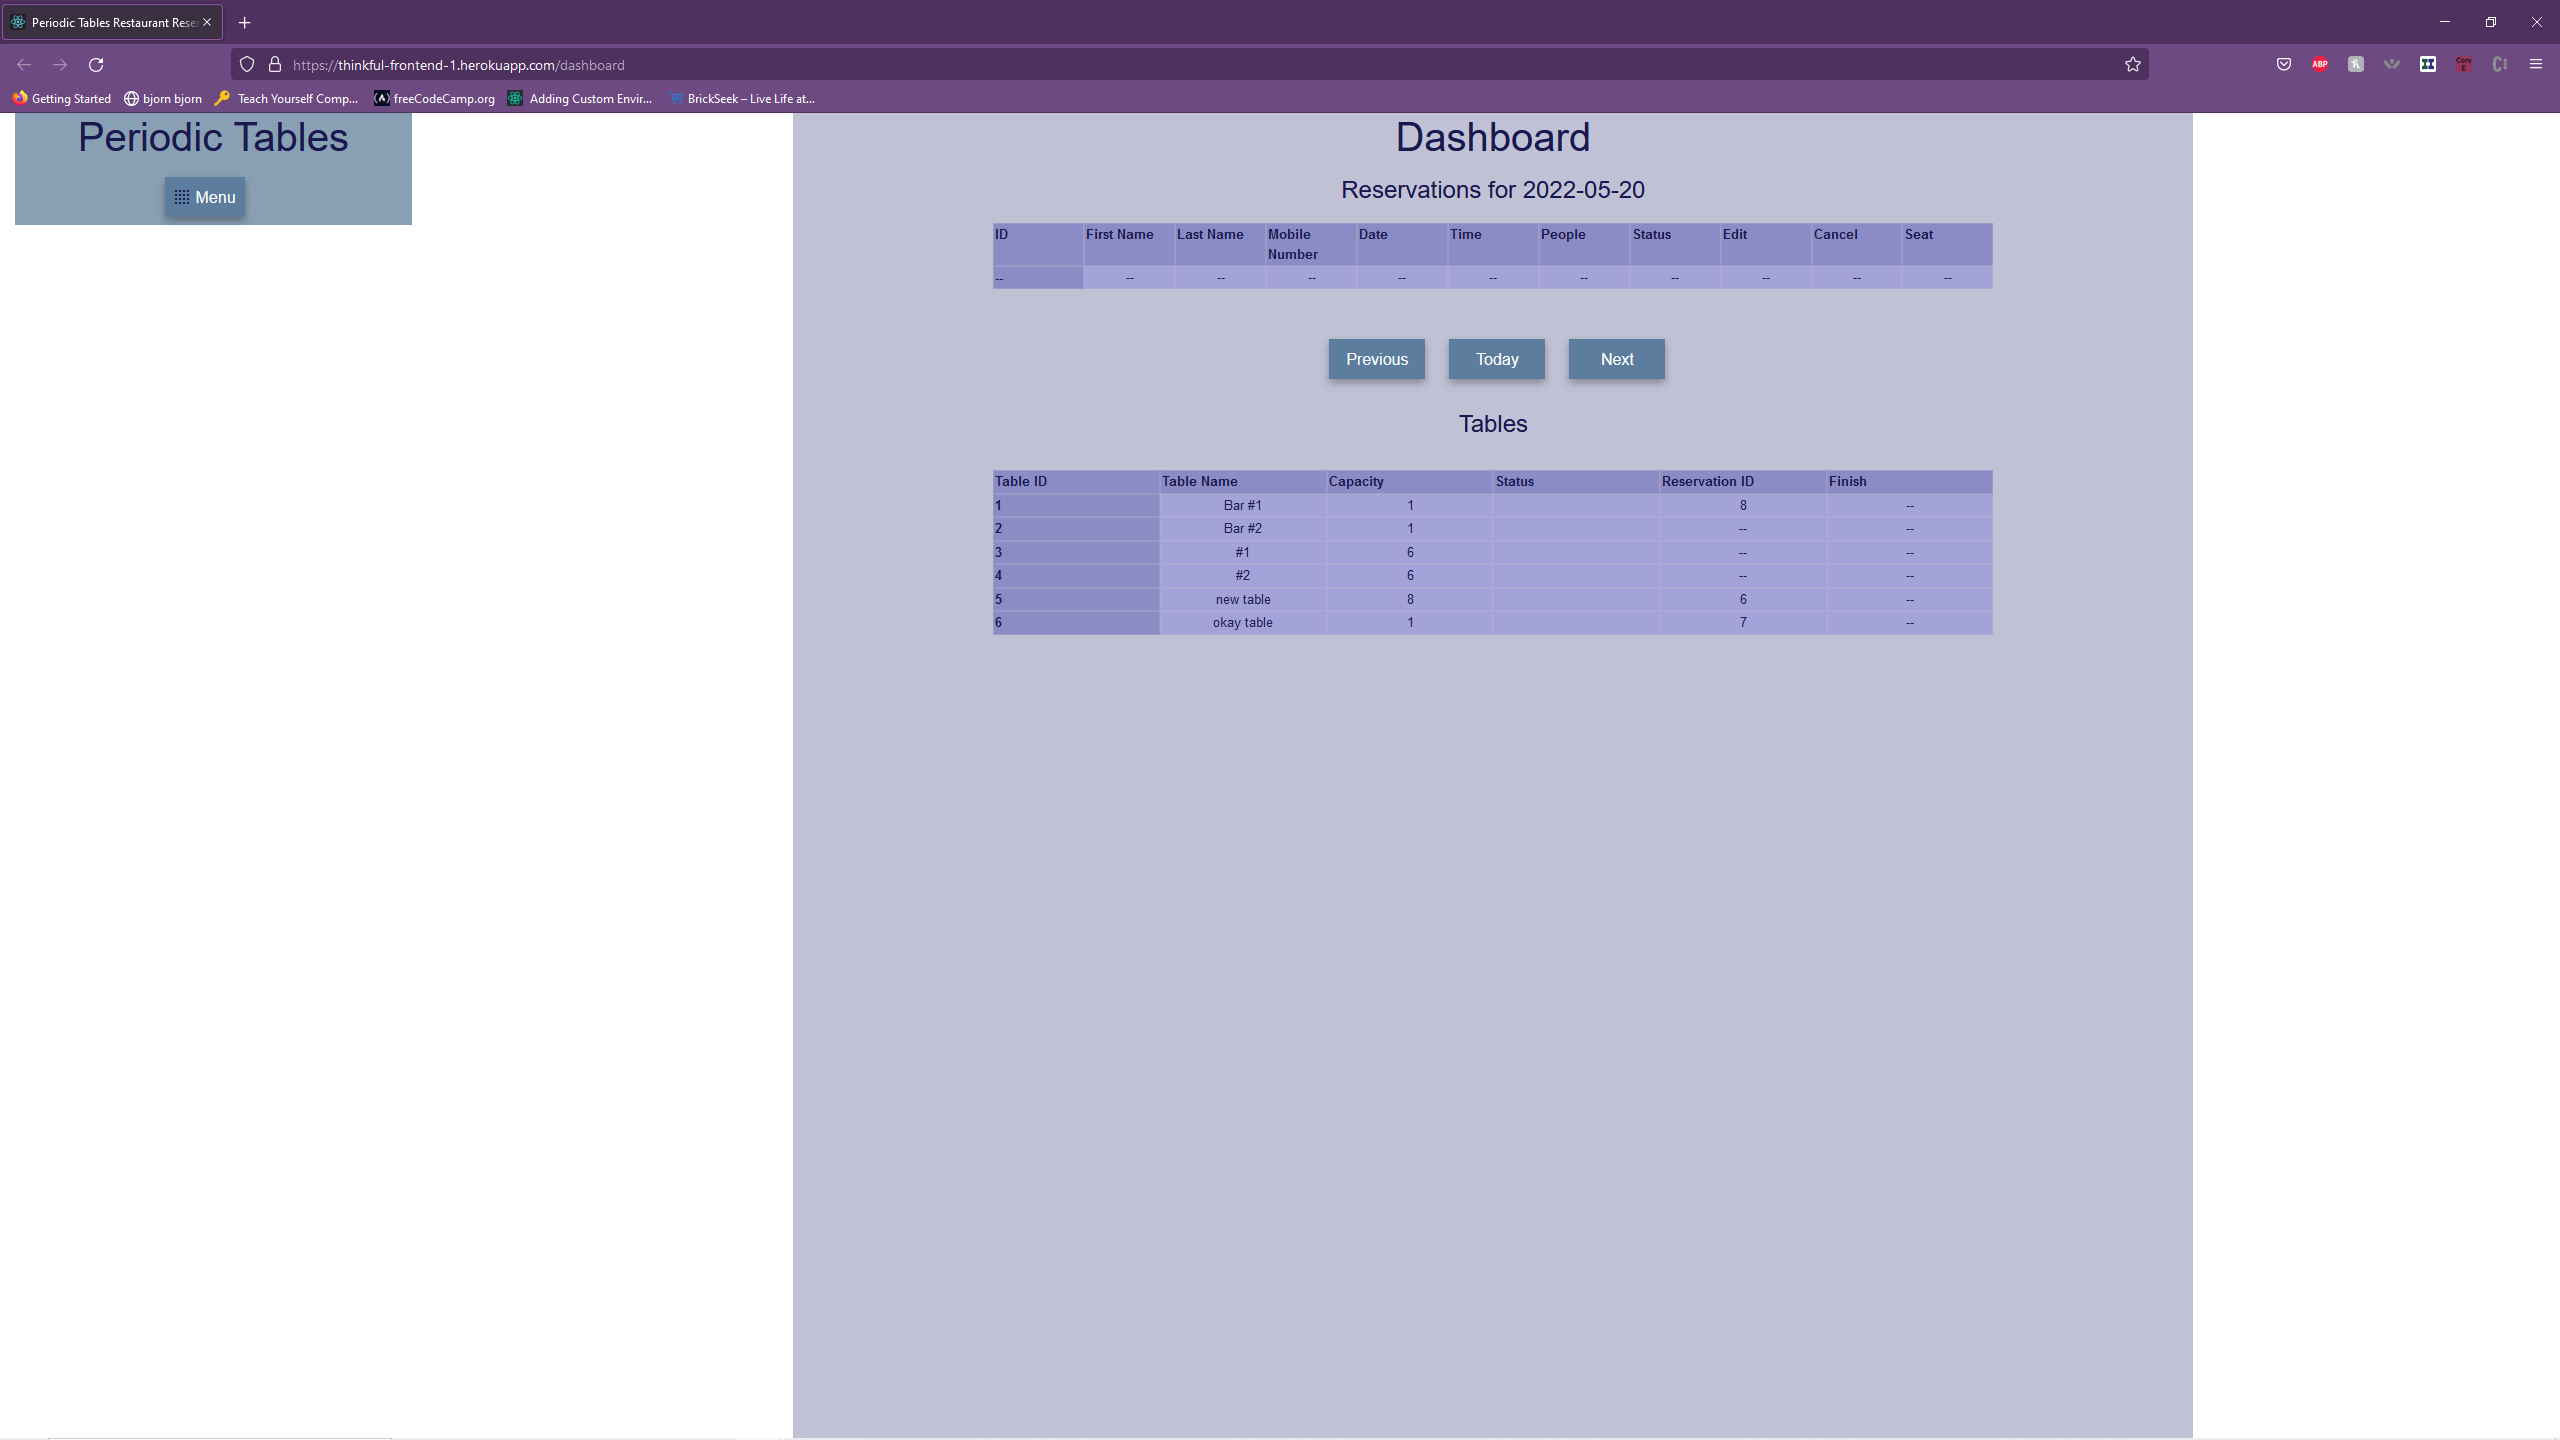 Periodic Tables Restaurant Rese
https://thinkful-frontend-1.herokuapp.com/dashboard
ABP
Cors
E
Getting Started
bjorn bjorn
Teach Yourself Comp...
freeCodeCamp.org
Adding Custom Envir...
BrickSeek – Live Life at...
Periodic Tables
Menu
Dashboard
Reservations for 2022-05-20
ID First Name Last Name Mobile Number Date Time People Status Edit Cancel Seat
-- -- -- -- -- -- -- -- -- -- --
Previous Today Next
Tables
Table ID Table Name Capacity Status Reservation ID Finish
1 Bar #1 1 8 --
2 Bar #2 1 -- --
3 #1 6 -- --
4 #2 6 -- --
5 new table 8 6 --
6 okay table 1 7 --